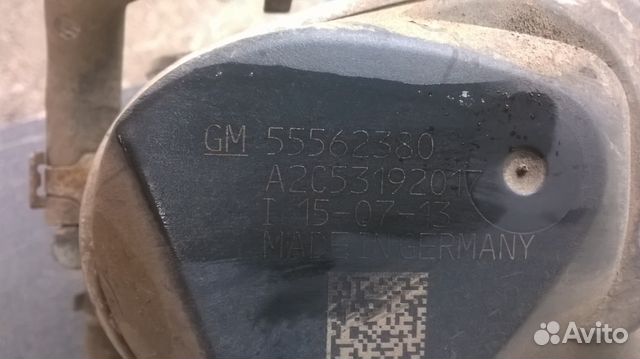 GM 55562380
A2C53192017
I 15-07-13
MADE IN GERMANY
Avito